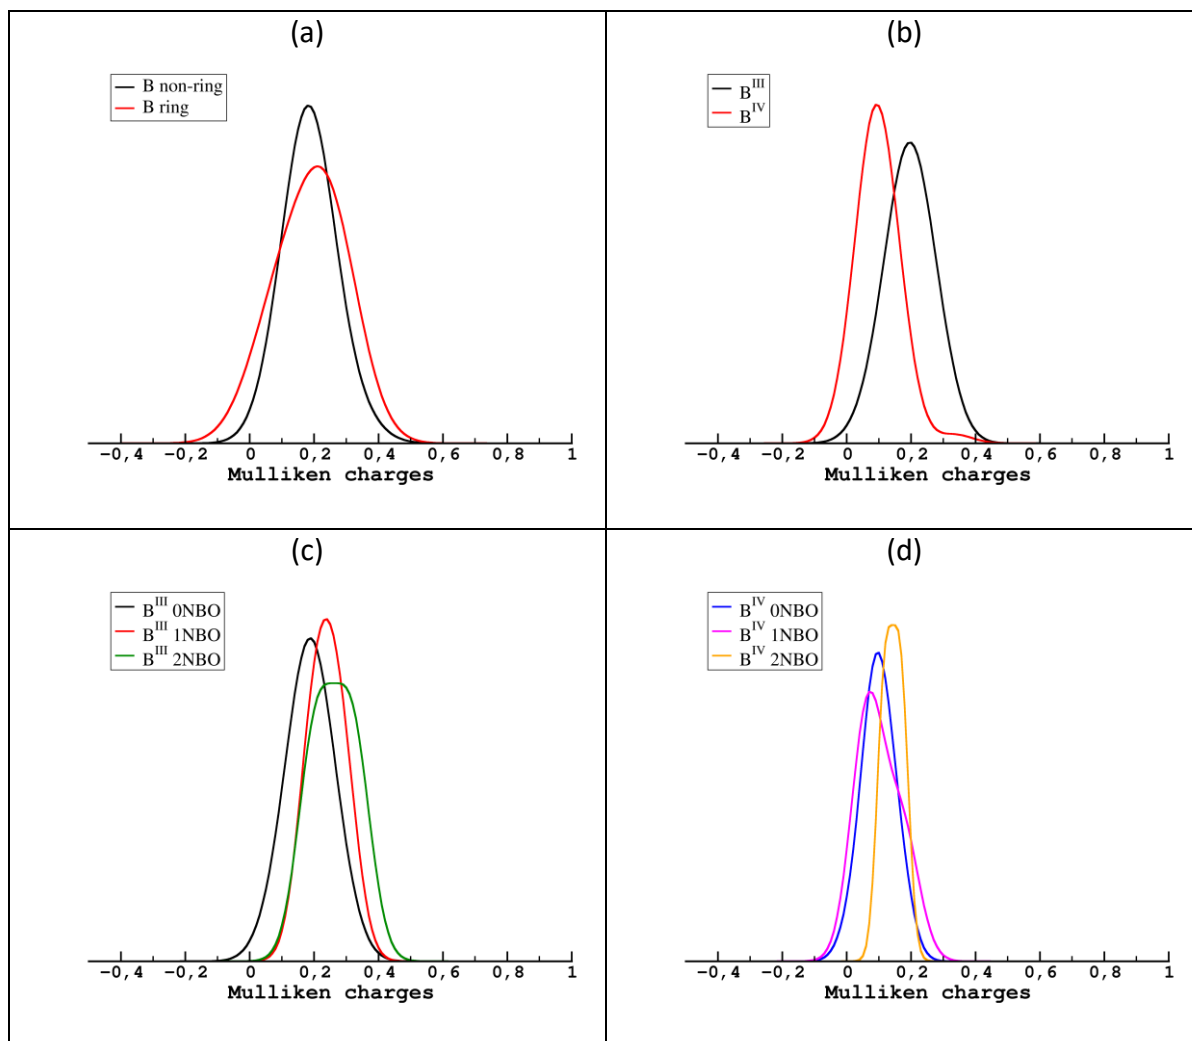 (a)
B non-ring
B ring
−0,4 −0,2 0 0,2 0,4 0,6 0,8 1
Mulliken charges
(b)
B^III
B^IV
−0,4 −0,2 0 0,2 0,4 0,6 0,8 1
Mulliken charges
(c)
B^III 0NBO
B^III 1NBO
B^III 2NBO
−0,4 −0,2 0 0,2 0,4 0,6 0,8 1
Mulliken charges
(d)
B^IV 0NBO
B^IV 1NBO
B^IV 2NBO
−0,4 −0,2 0 0,2 0,4 0,6 0,8 1
Mulliken charges